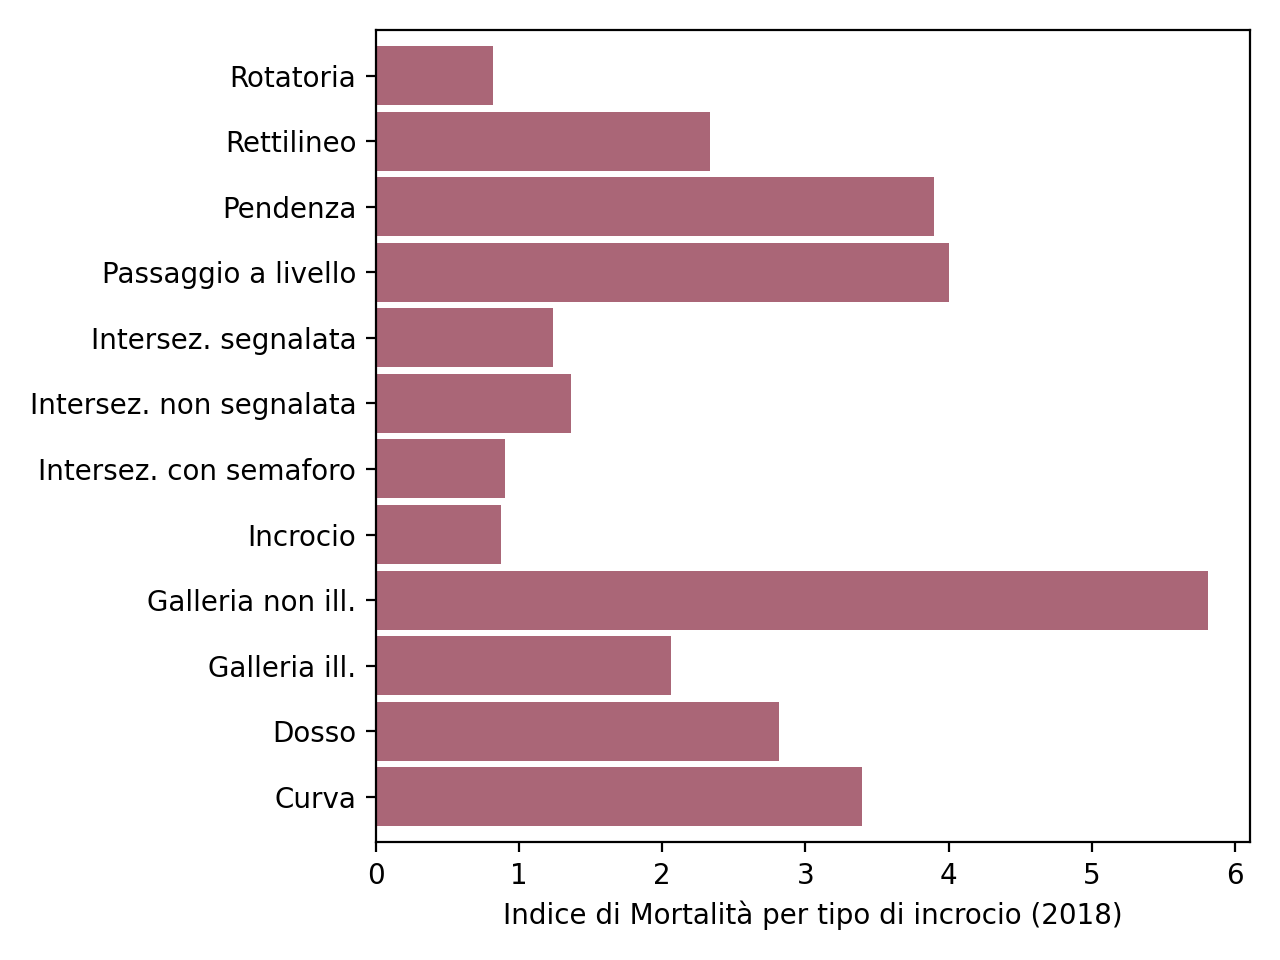 Rotatoria
Rettilineo
Pendenza
Passaggio a livello
Intersez. segnalata
Intersez. non segnalata
Intersez. con semaforo
Incrocio
Galleria non ill.
Galleria ill.
Dosso
Curva
0 1 2 3 4 5 6
Indice di Mortalità per tipo di incrocio (2018)